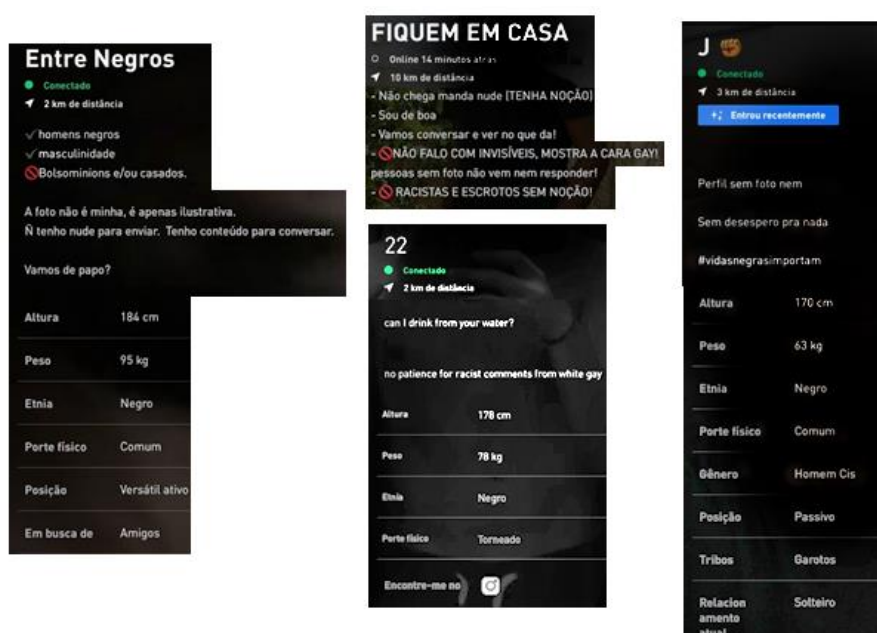 Entre Negros
Conectado
2 km de distância
✓homens negros
✓masculinidade
🚫Bolsominions e/ou casados.
A foto não é minha, é apenas ilustrativa.
Ñ tenho nude para enviar. Tenho conteúdo para conversar.
Vamos de papo?
Altura 184 cm
Peso 95 kg
Etnia Negro
Porte físico Comum
Posição Versátil ativo
Em busca de Amigos
FIQUEM EM CASA
Online 14 minutos atrás
10 km de distância
- Não chega manda nude (TENHA NOÇÃO)
- Sou de boa
- Vamos conversar e ver no que da!
- 🚫NÃO FALO COM INVISÍVEIS, MOSTRA A CARA GAY!
pessoas sem foto não vem nem responder!
- 🚫 RACISTAS E ESCROTOS SEM NOÇÃO!
22
Conectado
2 km de distância
can I drink from your water?
no patience for racist comments from white gay
Altura 178 cm
Peso 78 kg
Etnia Negro
Porte físico Torneado
Encontre-me no
J ✊🏾
Conectado
3 km de distância
Entrou recentemente
Perfil sem foto nem
Sem desespero pra nada
#vidasnegrasimportam
Altura 170 cm
Peso 63 kg
Etnia Negro
Porte físico Comum
Gênero Homem Cis
Posição Passivo
Tribos Garotos
Relacion Solteiro
amento
atual